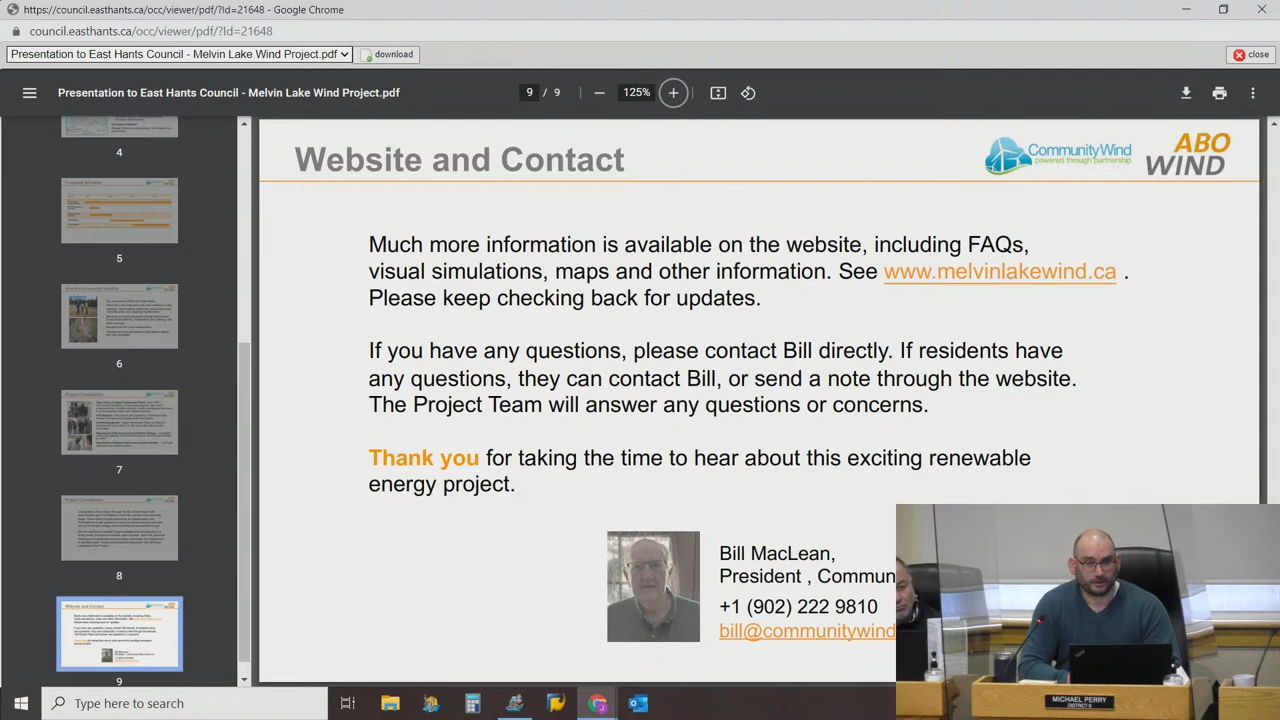 https://council.easthants.ca/occ/viewer/pdf/?Id=21648 - Google Chrome
council.easthants.ca/occ/viewer/pdf/?Id=21648
Presentation to East Hants Council - Melvin Lake Wind Project.pdf
download
close
Presentation to East Hants Council - Melvin Lake Wind Project.pdf
9 / 9
125%
4
5
6
7
8
9
Website and Contact
CommunityWind
powered through partnership
ABO
WIND
Much more information is available on the website, including FAQs,
visual simulations, maps and other information. See www.melvinlakewind.ca .
Please keep checking back for updates.
If you have any questions, please contact Bill directly. If residents have
any questions, they can contact Bill, or send a note through the website.
The Project Team will answer any questions or concerns.
Thank you for taking the time to hear about this exciting renewable
energy project.
Bill MacLean,
President , Commun
+1 (902) 222 9810
bill@communitywind
MICHAEL PERRY
Type here to search